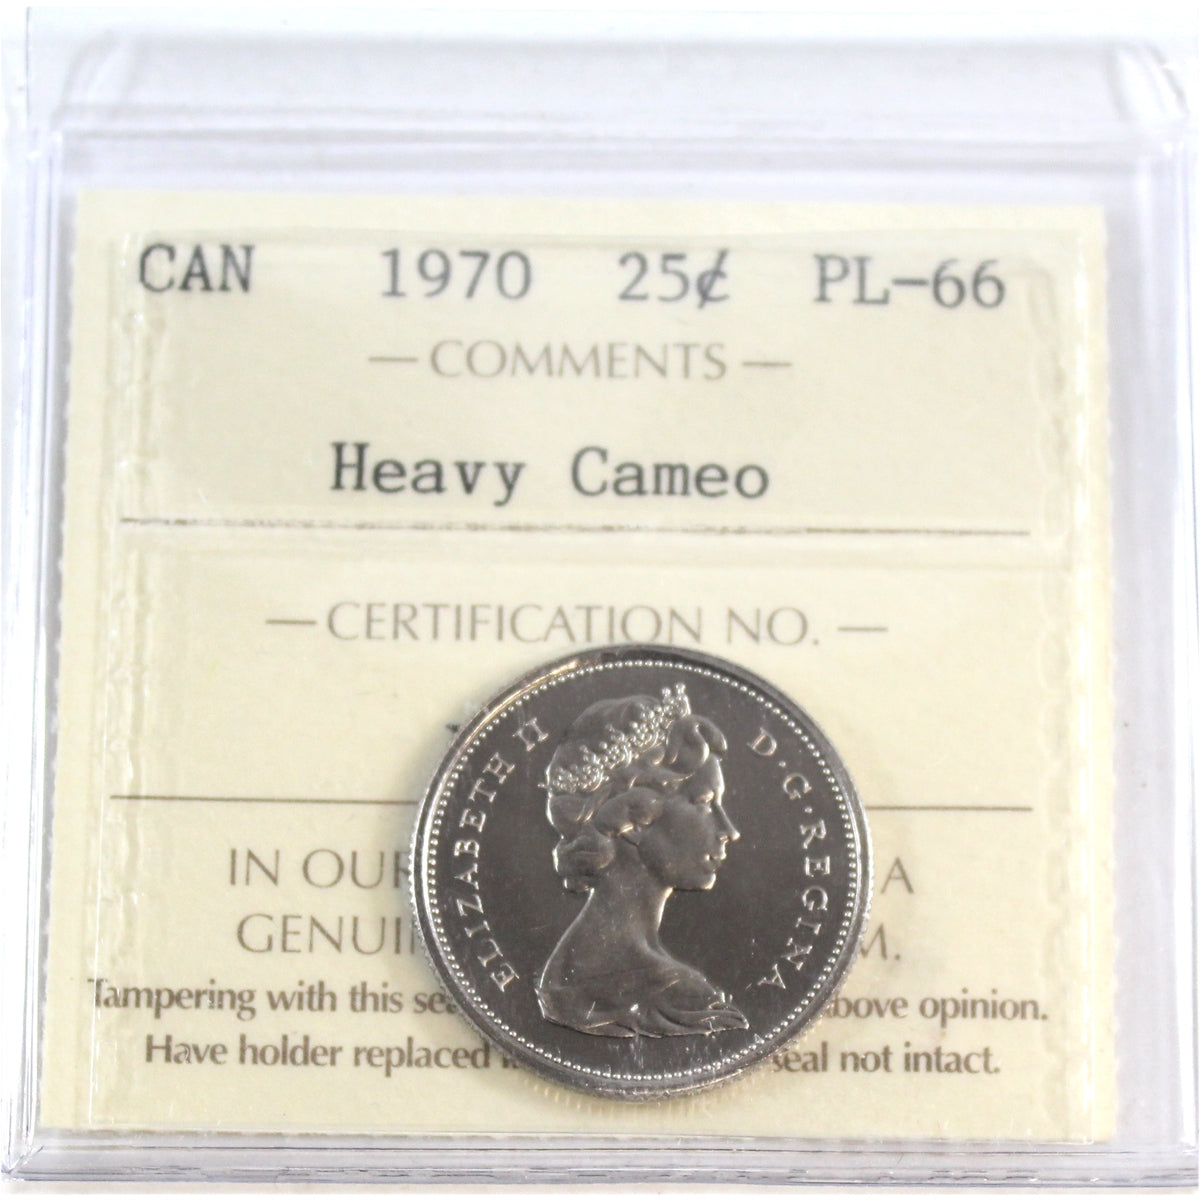 CAN 1970 25¢ PL-66
— COMMENTS —
Heavy Cameo
— CERTIFICATION NO. —
IN OUR A
GENUI M.
Tampering with this se above opinion.
Have holder replaced seal not intact.
ELIZABETH II D·G·REGINA